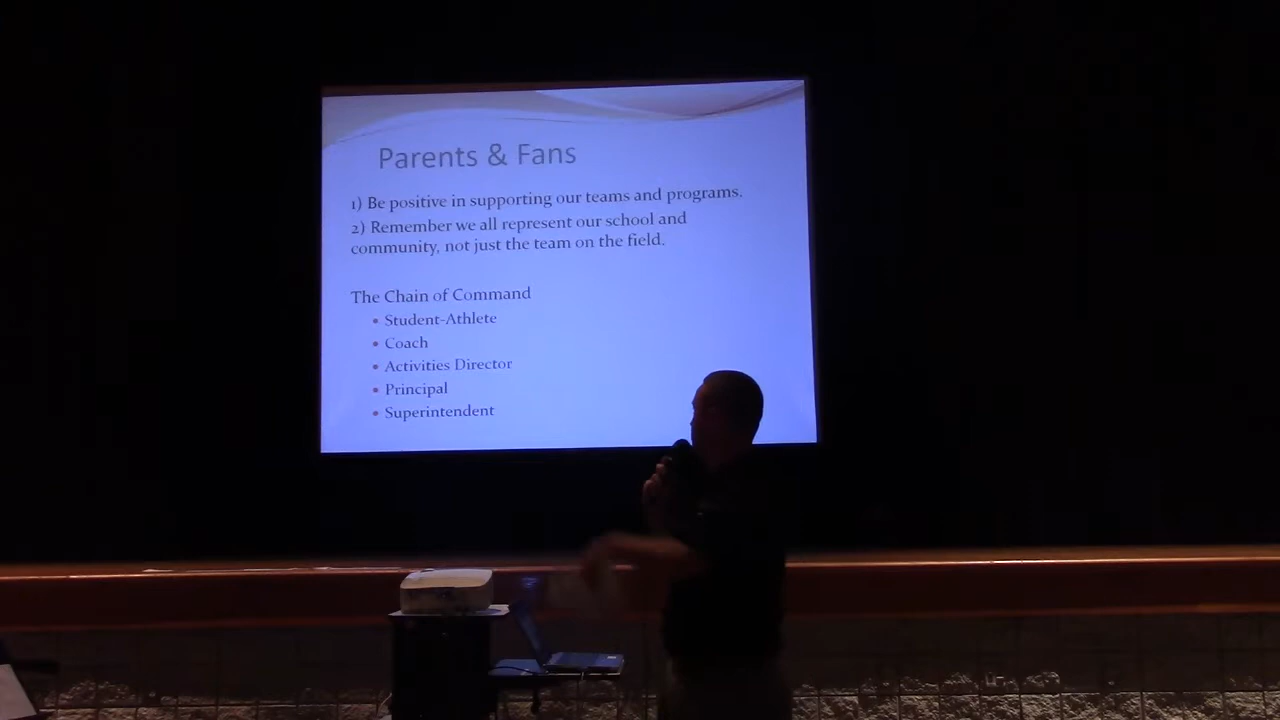 Parents & Fans
1) Be positive in supporting our teams and programs.
2) Remember we all represent our school and
community, not just the team on the field.
The Chain of Command
• Student-Athlete
• Coach
• Activities Director
• Principal
• Superintendent